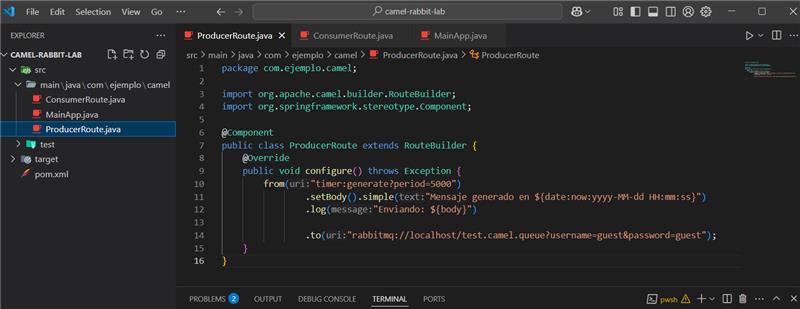 File Edit Selection View Go Run ...
camel-rabbit-lab
EXPLORER ...
CAMEL-RABBIT-LAB
src
main\java\com\ejemplo\camel
ConsumerRoute.java
MainApp.java
ProducerRoute.java
test
target
pom.xml
ProducerRoute.java ConsumerRoute.java MainApp.java
src > main > java > com > ejemplo > camel > ProducerRoute.java > ProducerRoute
1 package com.ejemplo.camel;
2
3 import org.apache.camel.builder.RouteBuilder;
4 import org.springframework.stereotype.Component;
5
6 @Component
7 public class ProducerRoute extends RouteBuilder {
8 @Override
9 public void configure() throws Exception {
10 from(uri:"timer:generate?period=5000")
11 .setBody().simple(text:"Mensaje generado en ${date:now:yyyy-MM-dd HH:mm:ss}")
12 .log(message:"Enviando: ${body}")
13
14 .to(uri:"rabbitmq://localhost/test.camel.queue?username=guest&password=guest");
15 }
16 }
PROBLEMS 2 OUTPUT DEBUG CONSOLE TERMINAL PORTS
pwsh